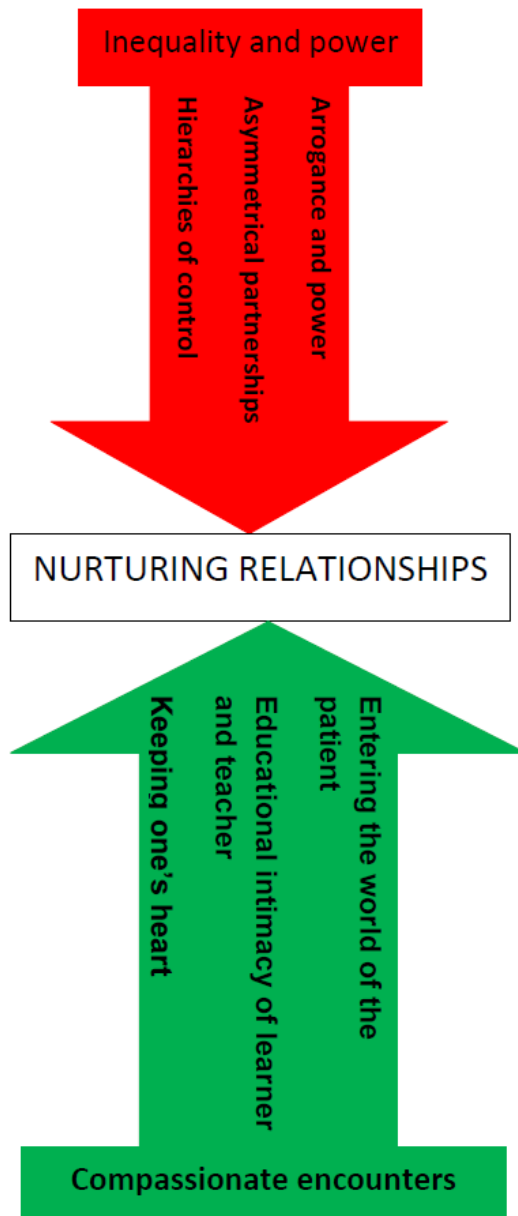 Inequality and power
Arrogance and power
Asymmetrical partnerships
Hierarchies of control
NURTURING RELATIONSHIPS
Entering the world of the
patient
Educational intimacy of learner
and teacher
Keeping one's heart
Compassionate encounters